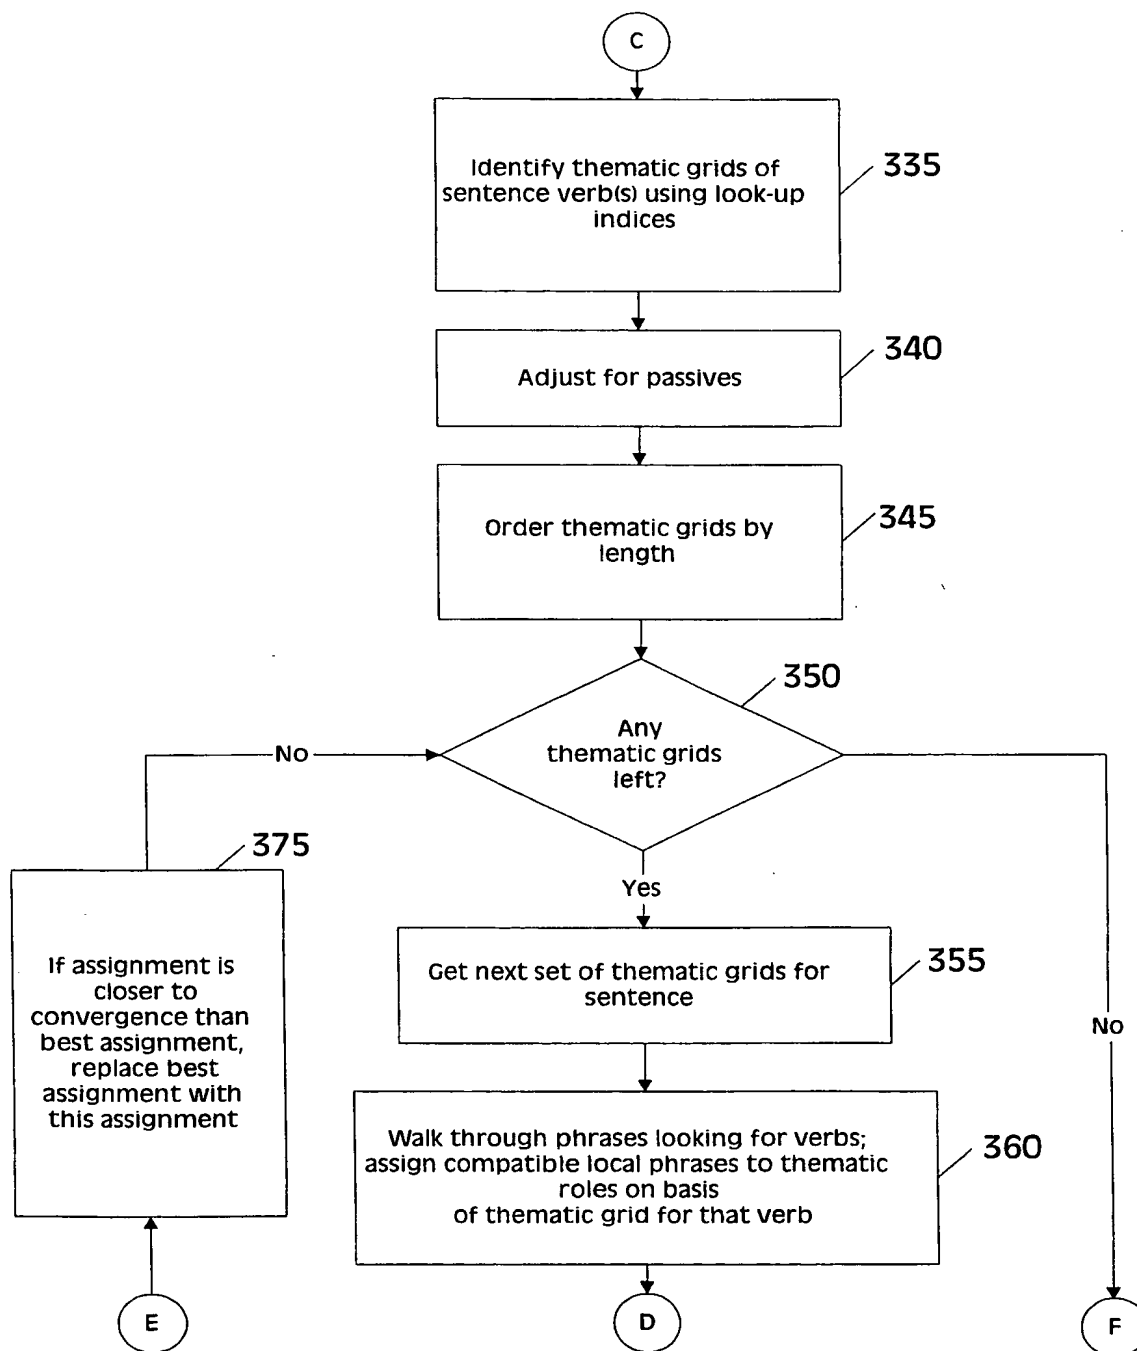 C
Identify thematic grids of
sentence verb(s) using look-up
indices
335
Adjust for passives
340
Order thematic grids by
length
345
350
Any
thematic grids
left?
No
375
Yes
If assignment is
closer to
convergence than
best assignment,
replace best
assignment with
this assignment
Get next set of thematic grids for
sentence
355
No
Walk through phrases looking for verbs;
assign compatible local phrases to thematic
roles on basis
of thematic grid for that verb
360
E
D
F